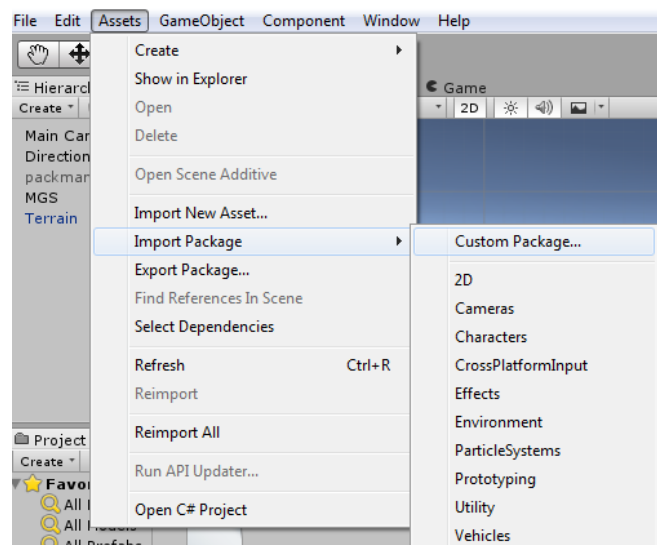 File Edit Assets GameObject Component Window Help
Create
Show in Explorer
Open
Delete
Open Scene Additive
Import New Asset...
Import Package
Export Package...
Find References In Scene
Select Dependencies
Refresh Ctrl+R
Reimport
Reimport All
Run API Updater...
Open C# Project
Custom Package...
2D
Cameras
Characters
CrossPlatformInput
Effects
Environment
ParticleSystems
Prototyping
Utility
Vehicles
Hierarc
Create
Main Car
Direction
packmar
MGS
Terrain
Game
2D
Project
Create
Favo
All
All
All Prefabs